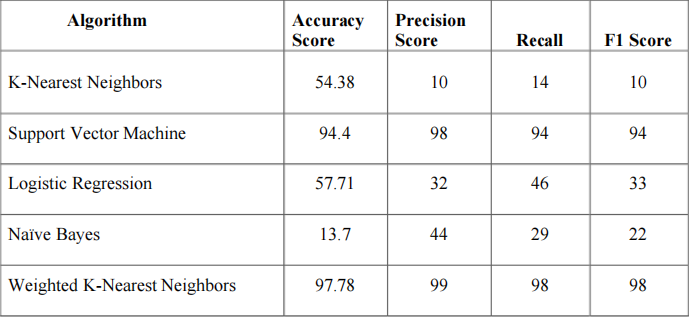 Algorithm Accuracy Score Precision Score Recall F1 Score
K-Nearest Neighbors 54.38 10 14 10
Support Vector Machine 94.4 98 94 94
Logistic Regression 57.71 32 46 33
Naïve Bayes 13.7 44 29 22
Weighted K-Nearest Neighbors 97.78 99 98 98